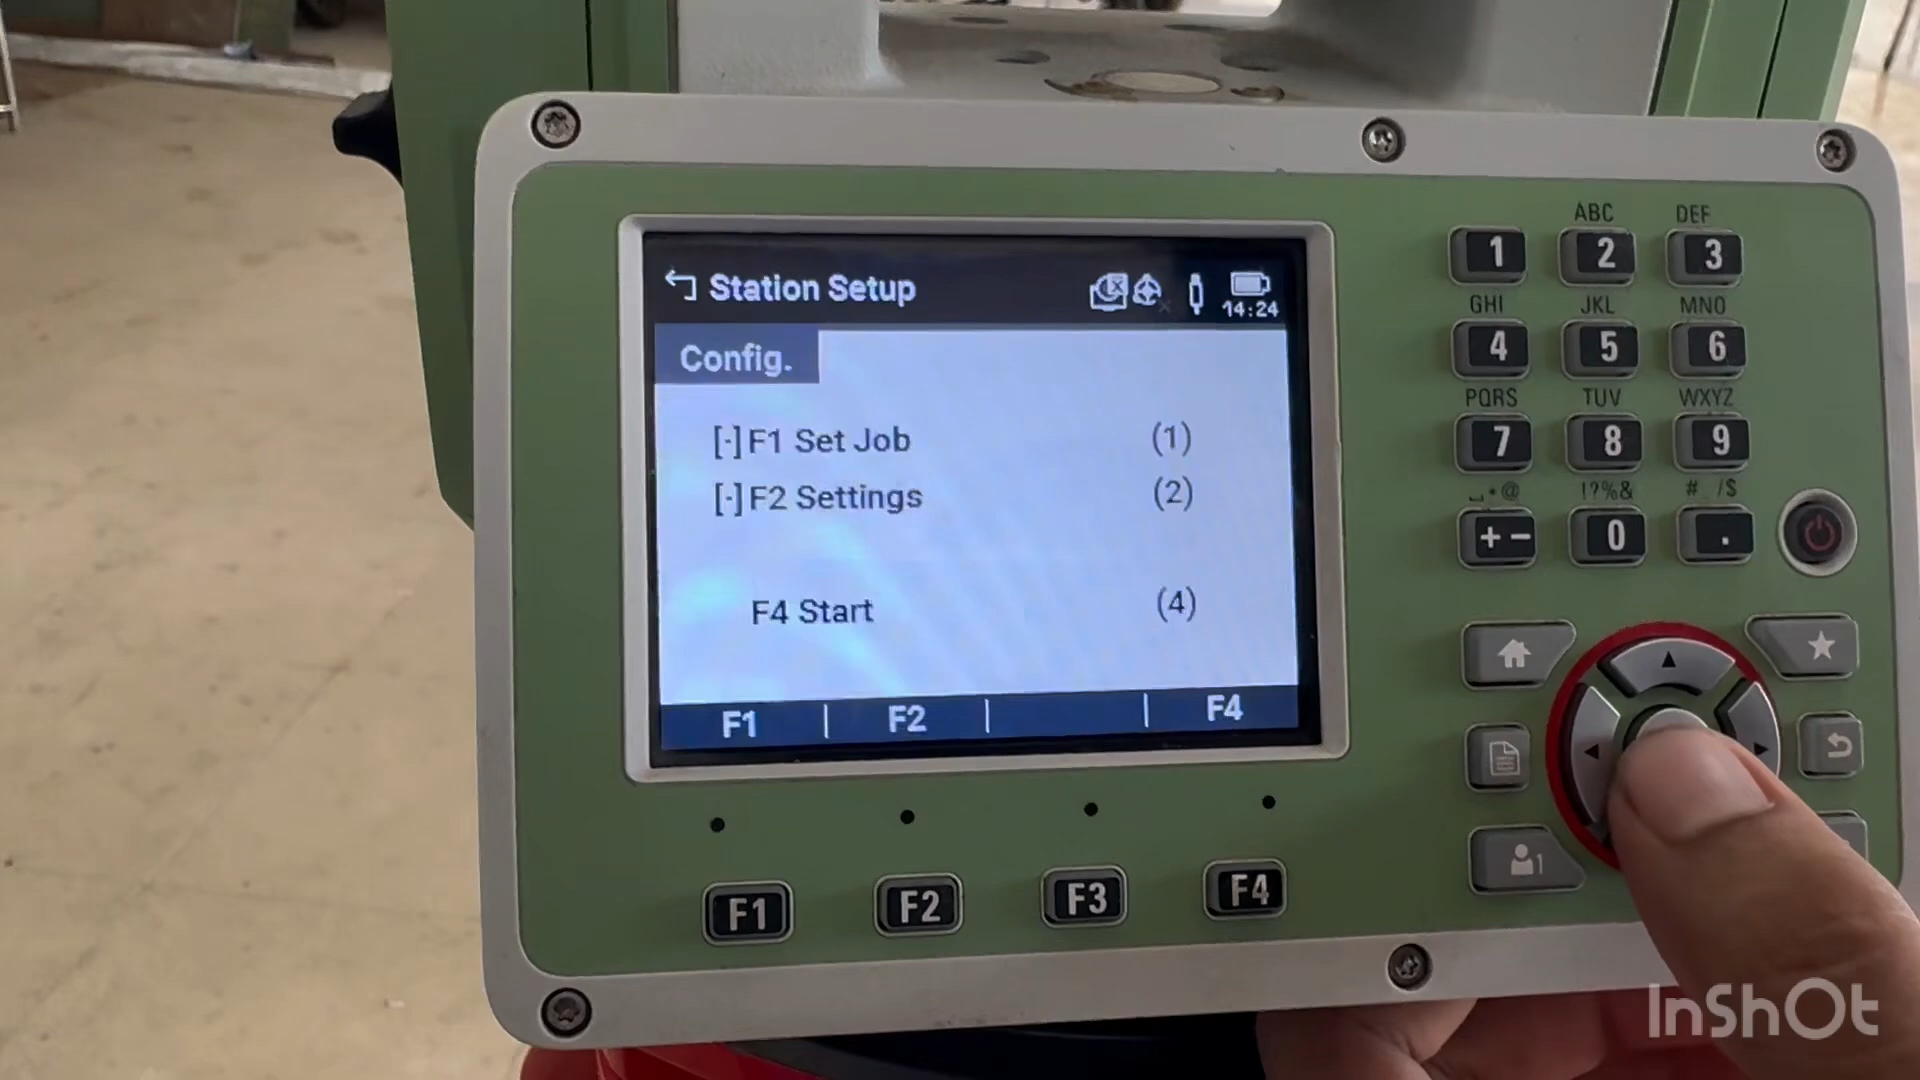 Station Setup
14:24
Config.
[·]F1 Set Job (1)
[·]F2 Settings (2)
F4 Start (4)
F1 | F2 | | F4
F1 F2 F3 F4
ABC DEF
1 2 3
GHI JKL MNO
4 5 6
PQRS TUV WXYZ
7 8 9
␣*@ !?%& #_/$
+ - 0 .
1
InShOt